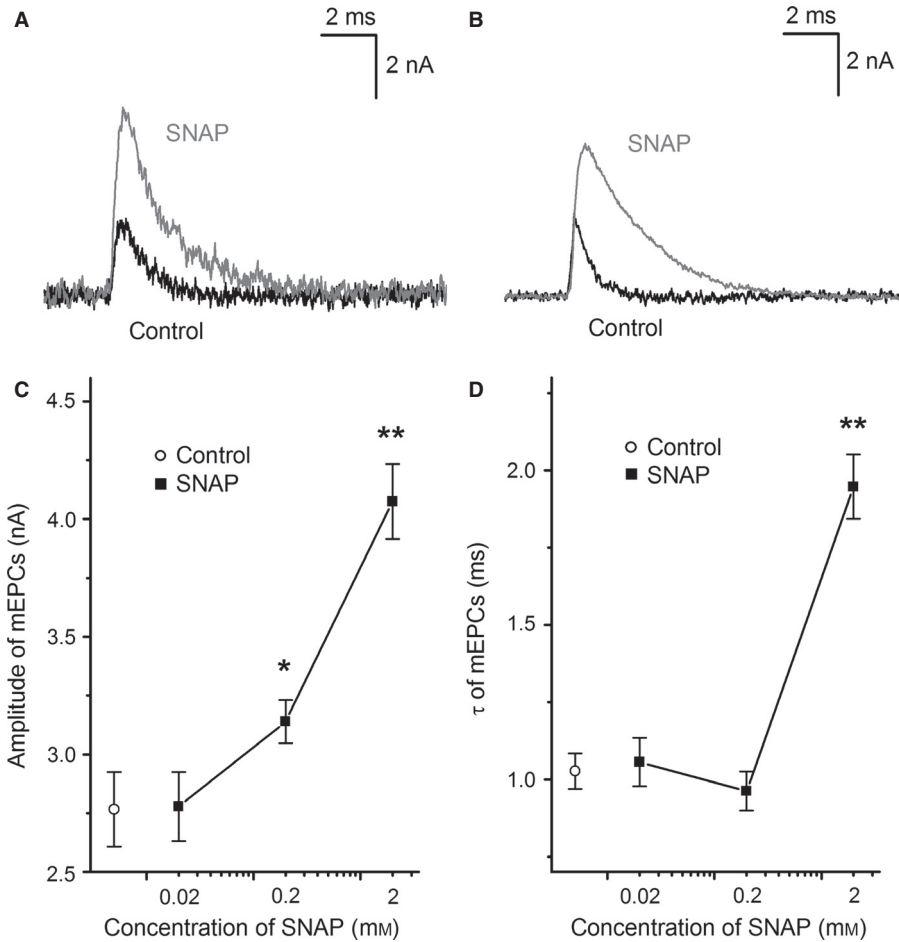 A
2 ms
2 nA
SNAP
Control
B
2 ms
2 nA
SNAP
Control
C
4.5
4.0
3.5
3.0
2.5
Amplitude of mEPCs (nA)
Control
SNAP
*
**
0.02
0.2
2
Concentration of SNAP (mM)
D
2.0
1.5
1.0
τ of mEPCs (ms)
Control
SNAP
**
0.02
0.2
2
Concentration of SNAP (mM)